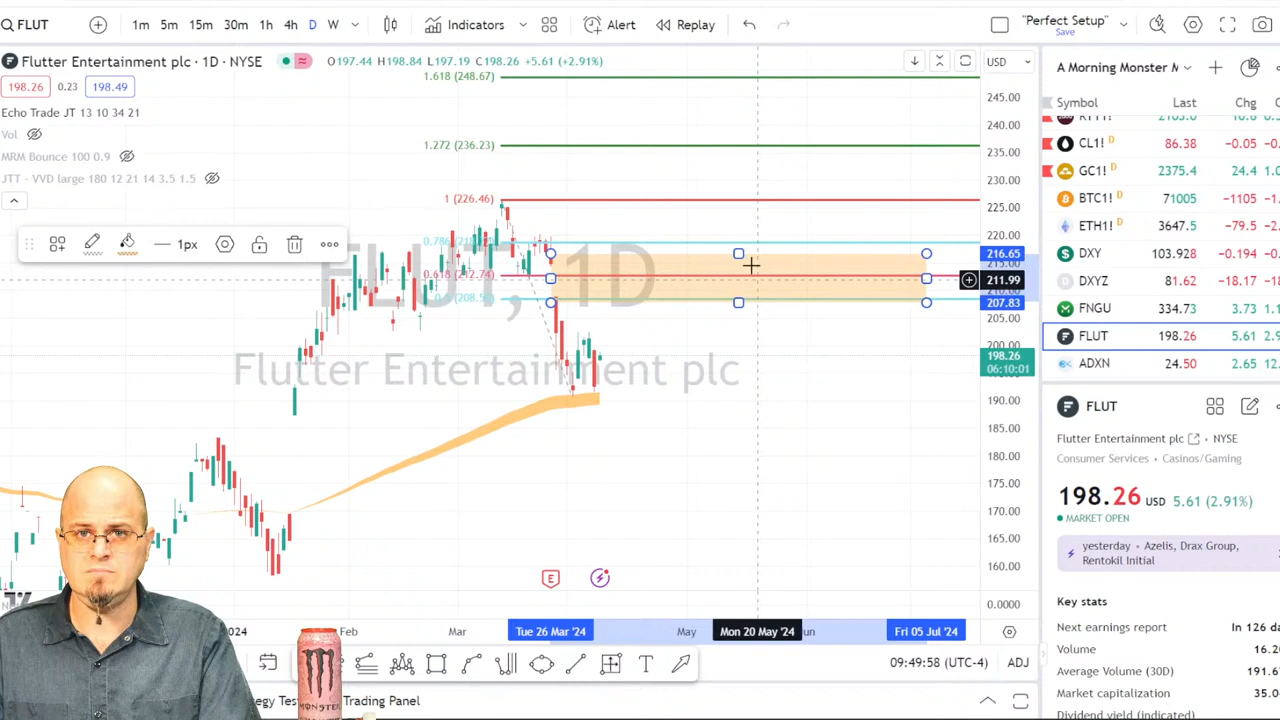 FLUT
1m 5m 15m 30m 1h 4h D W
Indicators
Alert
Replay
"Perfect Setup"
Save
Flutter Entertainment plc · 1D · NYSE
O197.44 H198.84 L197.19 C198.26 +5.61 (+2.91%)
198.26 0.23 198.49
Echo Trade JT 13 10 34 21
Vol
MRM Bounce 100 0.9
JTT - VVD large 180 12 21 14 3.5 1.5
1px
1.618 (248.67)
1.272 (236.23)
1 (226.46)
FLUT, 1D
Flutter Entertainment plc
USD
245.00
240.00
235.00
230.00
225.00
220.00
216.65
215.00
211.99
210.00
207.83
205.00
200.00
198.26
06:10:01
190.00
185.00
180.00
175.00
170.00
165.00
160.00
0.0000
E
2024 Feb Mar Tue 26 Mar '24 May Mon 20 May '24 Fri 05 Jul '24
09:49:58 (UTC-4) ADJ
Trading Panel
MONSTER
A Morning Monster M
Symbol Last Chg
CL1! D 86.38 −0.05
GC1! D 2375.4 24.4
BTC1! D 71005 −1105
ETH1! D 3647.5 −79.5
DXY 103.928 −0.194
DXYZ 81.62 −18.17
FNGU 334.73 3.73
FLUT 198.26 5.61
ADXN 24.50 2.65
FLUT
Flutter Entertainment plc · NYSE
Consumer Services · Casinos/Gaming
198.26 USD 5.61 (2.91%)
MARKET OPEN
yesterday · Azelis, Drax Group,
Rentokil Initial
Key stats
Next earnings report In 126 da
Volume 16.2
Average Volume (30D)
Market capitalization 35.0
Dividend yield (indicated)